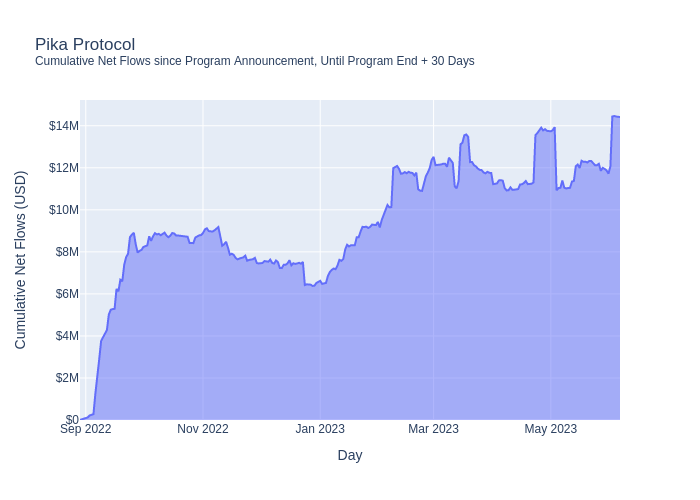 Pika Protocol
Cumulative Net Flows since Program Announcement, Until Program End + 30 Days
Cumulative Net Flows (USD)
$14M
$12M
$10M
$8M
$6M
$4M
$2M
$0
Sep 2022
Nov 2022
Jan 2023
Mar 2023
May 2023
Day